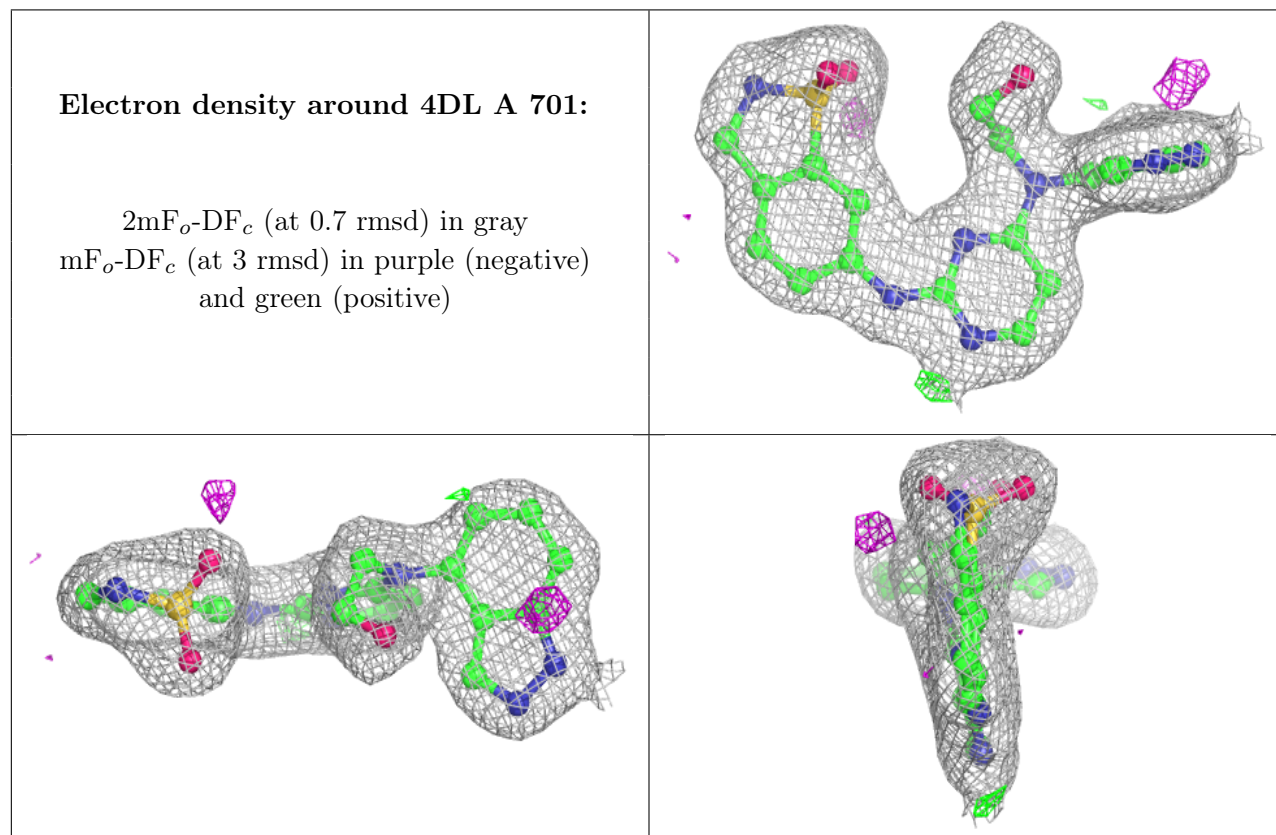 Electron density around 4DL A 701:
2mFo-DFc (at 0.7 rmsd) in gray
mFo-DFc (at 3 rmsd) in purple (negative)
and green (positive)